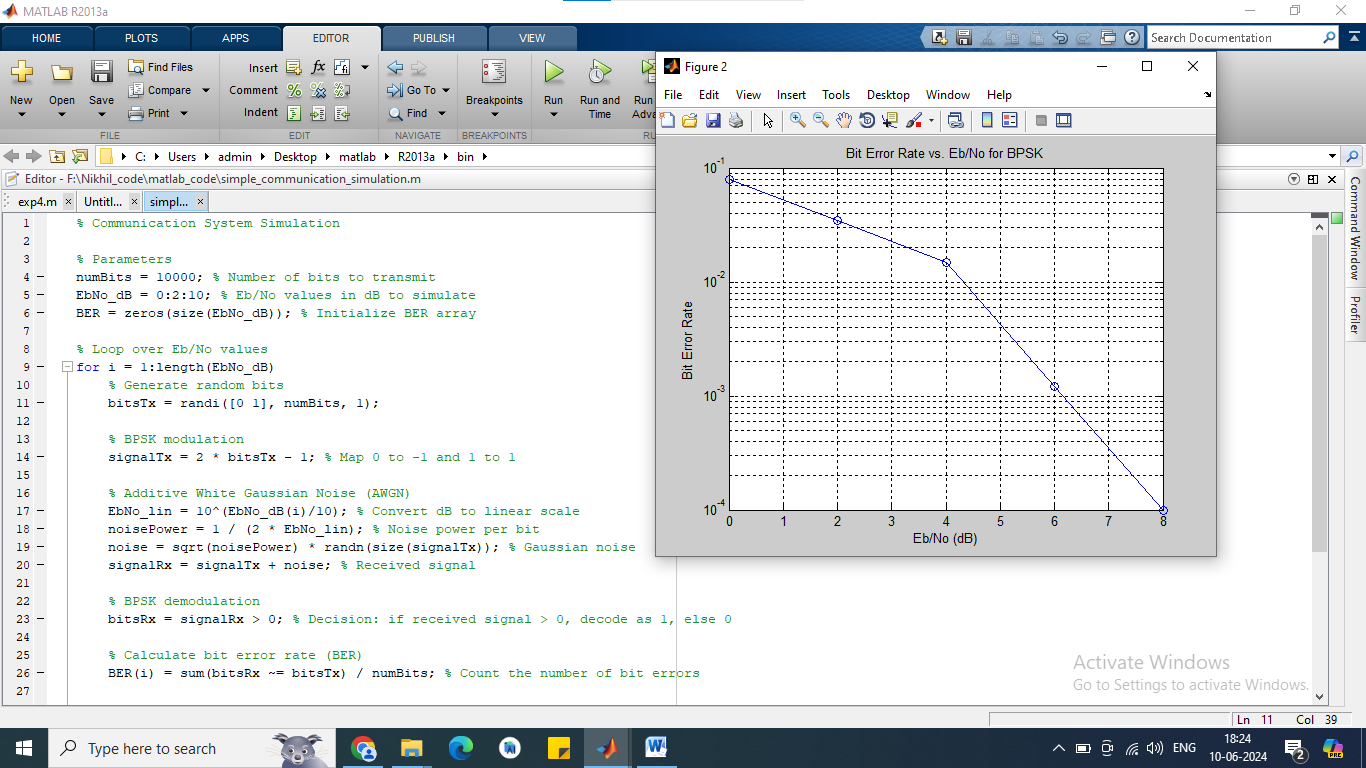 MATLAB R2013a
HOME PLOTS APPS EDITOR PUBLISH VIEW
Search Documentation
New Open Save
Find Files
Compare
Print
Insert
Comment
Indent
fx
Go To
Find
Breakpoints
Run
Run and Time
Run
Adva
FILE EDIT NAVIGATE BREAKPOINTS RU
C: Users admin Desktop matlab R2013a bin
Editor - F:\Nikhil_code\matlab_code\simple_communication_simulation.m
exp4.m Untitl... simpl...
1 % Communication System Simulation
2
3 % Parameters
4 numBits = 10000; % Number of bits to transmit
5 EbNo_dB = 0:2:10; % Eb/No values in dB to simulate
6 BER = zeros(size(EbNo_dB)); % Initialize BER array
7
8 % Loop over Eb/No values
9 for i = 1:length(EbNo_dB)
10 % Generate random bits
11 bitsTx = randi([0 1], numBits, 1);
12
13 % BPSK modulation
14 signalTx = 2 * bitsTx - 1; % Map 0 to -1 and 1 to 1
15
16 % Additive White Gaussian Noise (AWGN)
17 EbNo_lin = 10^(EbNo_dB(i)/10); % Convert dB to linear scale
18 noisePower = 1 / (2 * EbNo_lin); % Noise power per bit
19 noise = sqrt(noisePower) * randn(size(signalTx)); % Gaussian noise
20 signalRx = signalTx + noise; % Received signal
21
22 % BPSK demodulation
23 bitsRx = signalRx > 0; % Decision: if received signal > 0, decode as 1, else 0
24
25 % Calculate bit error rate (BER)
26 BER(i) = sum(bitsRx ~= bitsTx) / numBits; % Count the number of bit errors
27
Figure 2
File Edit View Insert Tools Desktop Window Help
Bit Error Rate vs. Eb/No for BPSK
10^-1
10^-2
10^-3
10^-4
Bit Error Rate
0 1 2 3 4 5 6 7 8
Eb/No (dB)
Command Window
Profiler
Activate Windows
Go to Settings to activate Windows.
Ln 11 Col 39
Type here to search
ENG
18:24
10-06-2024
2
PRE